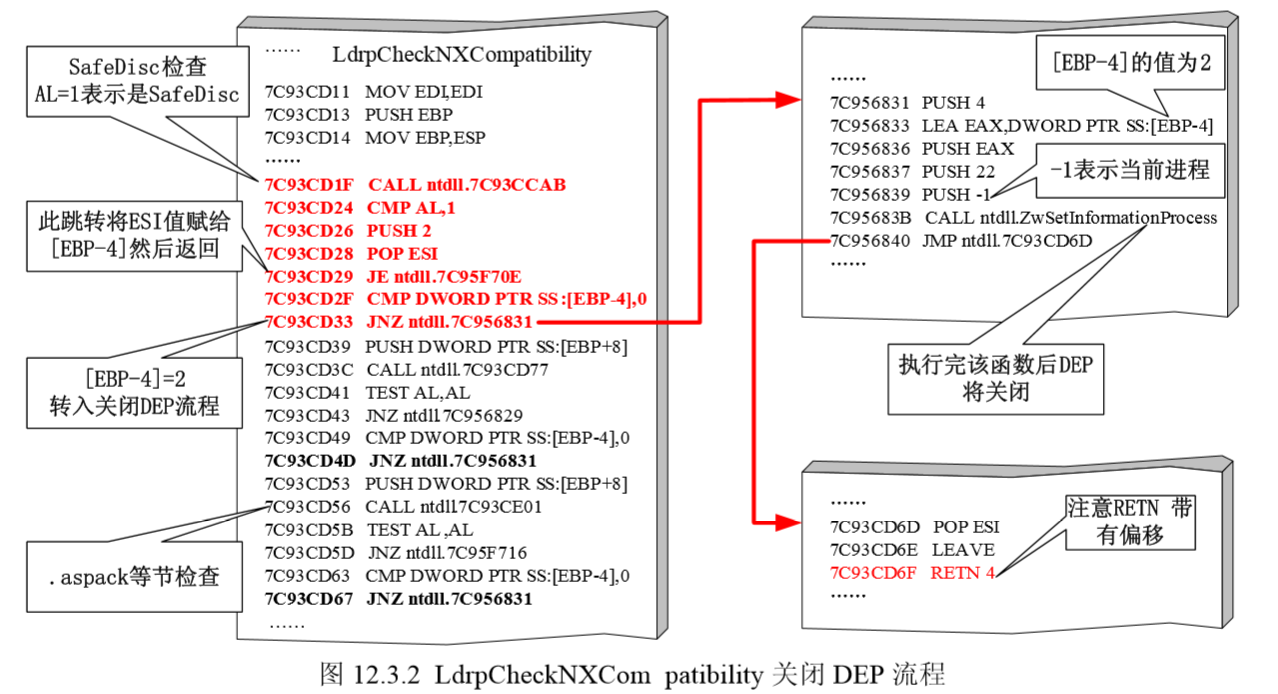 SafeDisc检查
AL=1表示是SafeDisc
此跳转将ESI值赋给
[EBP-4]然后返回
[EBP-4]=2
转入关闭DEP流程
.aspack等节检查
…… LdrpCheckNXCompatibility
7C93CD11 MOV EDI,EDI
7C93CD13 PUSH EBP
7C93CD14 MOV EBP,ESP
……
7C93CD1F CALL ntdll.7C93CCAB
7C93CD24 CMP AL,1
7C93CD26 PUSH 2
7C93CD28 POP ESI
7C93CD29 JE ntdll.7C95F70E
7C93CD2F CMP DWORD PTR SS:[EBP-4],0
7C93CD33 JNZ ntdll.7C956831
7C93CD39 PUSH DWORD PTR SS:[EBP+8]
7C93CD3C CALL ntdll.7C93CD77
7C93CD41 TEST AL,AL
7C93CD43 JNZ ntdll.7C956829
7C93CD49 CMP DWORD PTR SS:[EBP-4],0
7C93CD4D JNZ ntdll.7C956831
7C93CD53 PUSH DWORD PTR SS:[EBP+8]
7C93CD56 CALL ntdll7C93CE01
7C93CD5B TEST AL ,AL
7C93CD5D JNZ ntdll.7C95F716
7C93CD63 CMP DWORD PTR SS:[EBP-4],0
7C93CD67 JNZ ntdll.7C956831
……
[EBP-4]的值为2
……
7C956831 PUSH 4
7C956833 LEA EAX,DWORD PTR SS:[EBP-4]
7C956836 PUSH EAX
7C956837 PUSH 22
7C956839 PUSH -1
-1表示当前进程
7C95683B CALL ntdll.ZwSetInformationProcess
7C956840 JMP ntdll.7C93CD6D
……
执行完该函数后DEP
将关闭
……
7C93CD6D POP ESI
7C93CD6E LEAVE
7C93CD6F RETN 4
……
注意RETN 带
有偏移
图 12.3.2 LdrpCheckNXCom patibility 关闭 DEP 流程